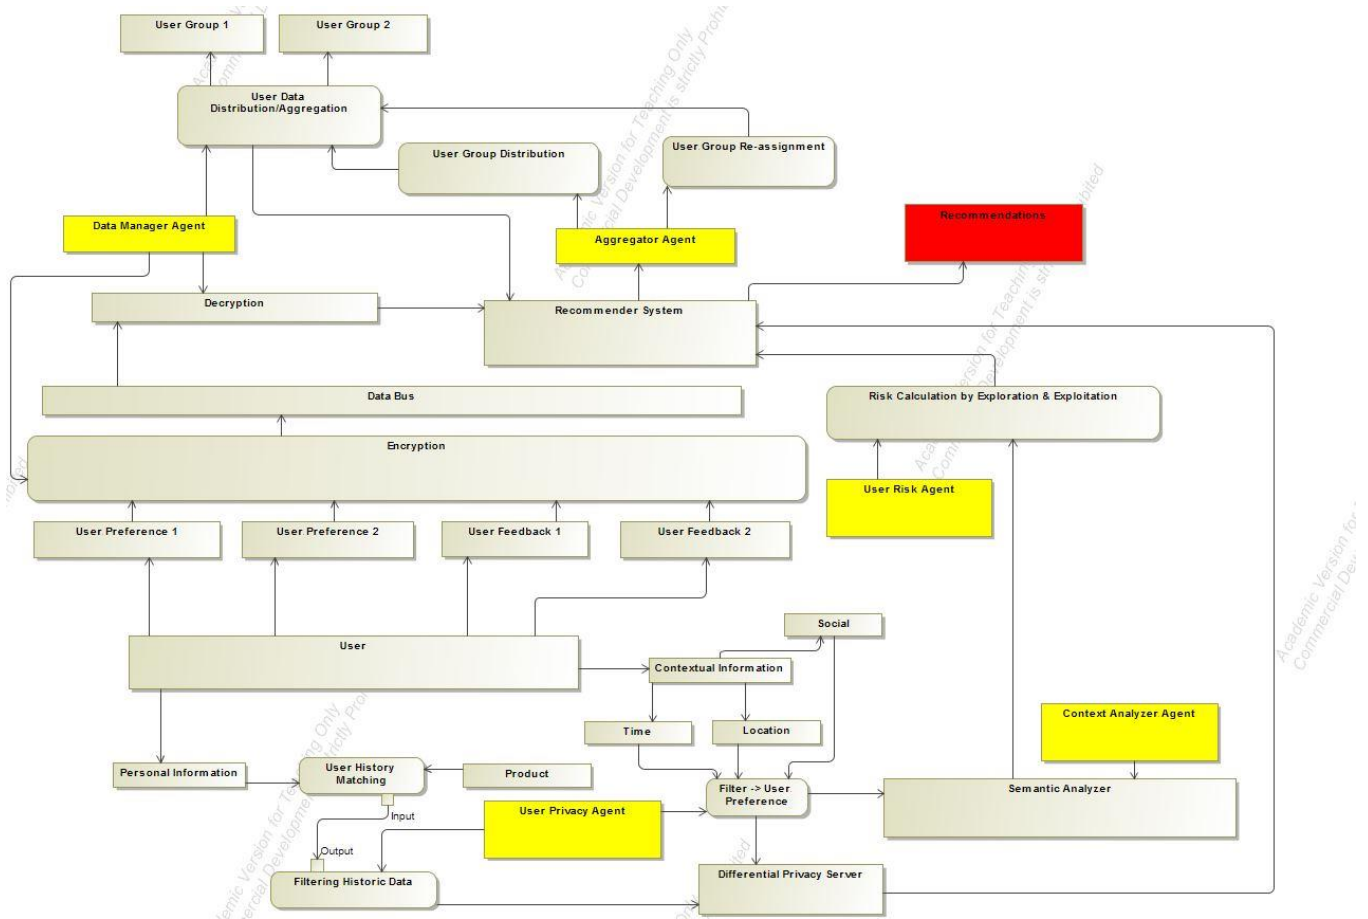 User Group 1
User Group 2
User Data
Distribution/Aggregation
User Group Distribution
User Group Re-assignment
Data Manager Agent
Aggregator Agent
Recommendations
Decryption
Recommender System
Data Bus
Risk Calculation by Exploration & Exploitation
Encryption
User Risk Agent
User Preference 1
User Preference 2
User Feedback 1
User Feedback 2
Social
User
Contextual Information
Time
Location
Context Analyzer Agent
Personal Information
User History
Matching
Product
Filter -> User
Preference
Semantic Analyzer
User Privacy Agent
Input
Output
Filtering Historic Data
Differential Privacy Server